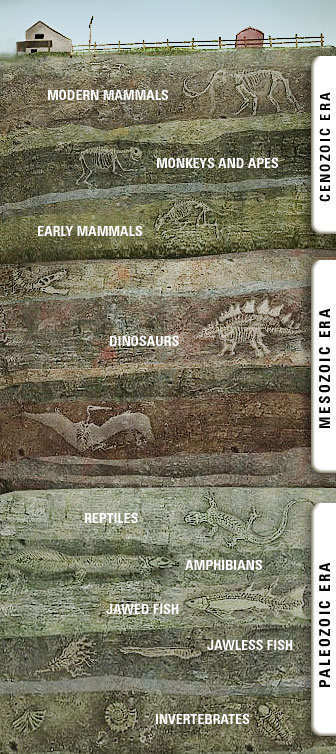 MODERN MAMMALS
MONKEYS AND APES
EARLY MAMMALS
CENOZOIC ERA
DINOSAURS
MESOZOIC ERA
REPTILES
AMPHIBIANS
JAWED FISH
JAWLESS FISH
INVERTEBRATES
PALEOZOIC ERA